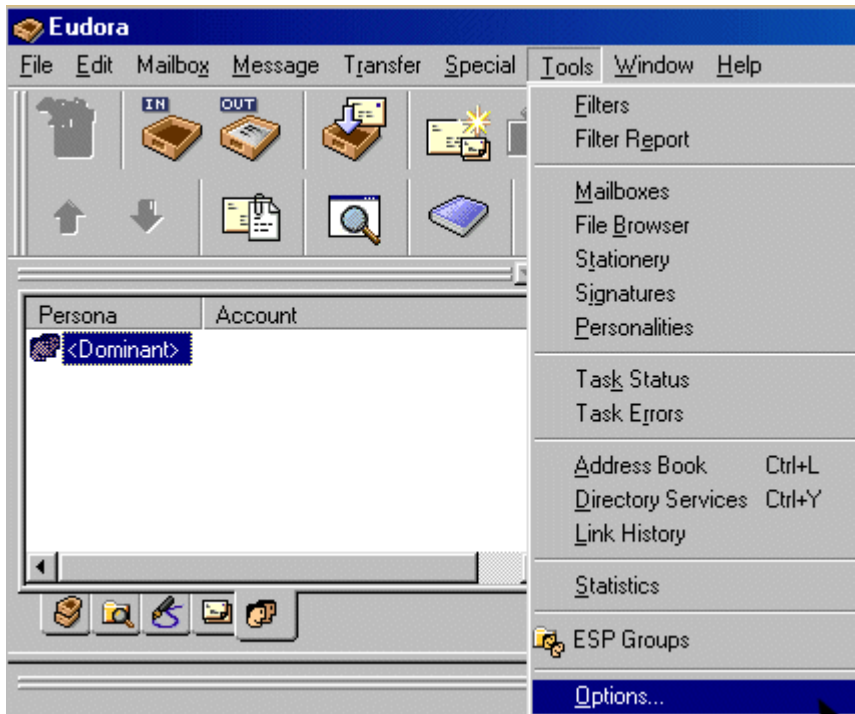 Eudora
File Edit Mailbox Message Transfer Special Tools Window Help
IN OUT
Filters
Filter Report
Mailboxes
File Browser
Stationery
Signatures
Personalities
Persona Account
<Dominant>
Task Status
Task Errors
Address Book Ctrl+L
Directory Services Ctrl+Y
Link History
Statistics
ESP Groups
Options...